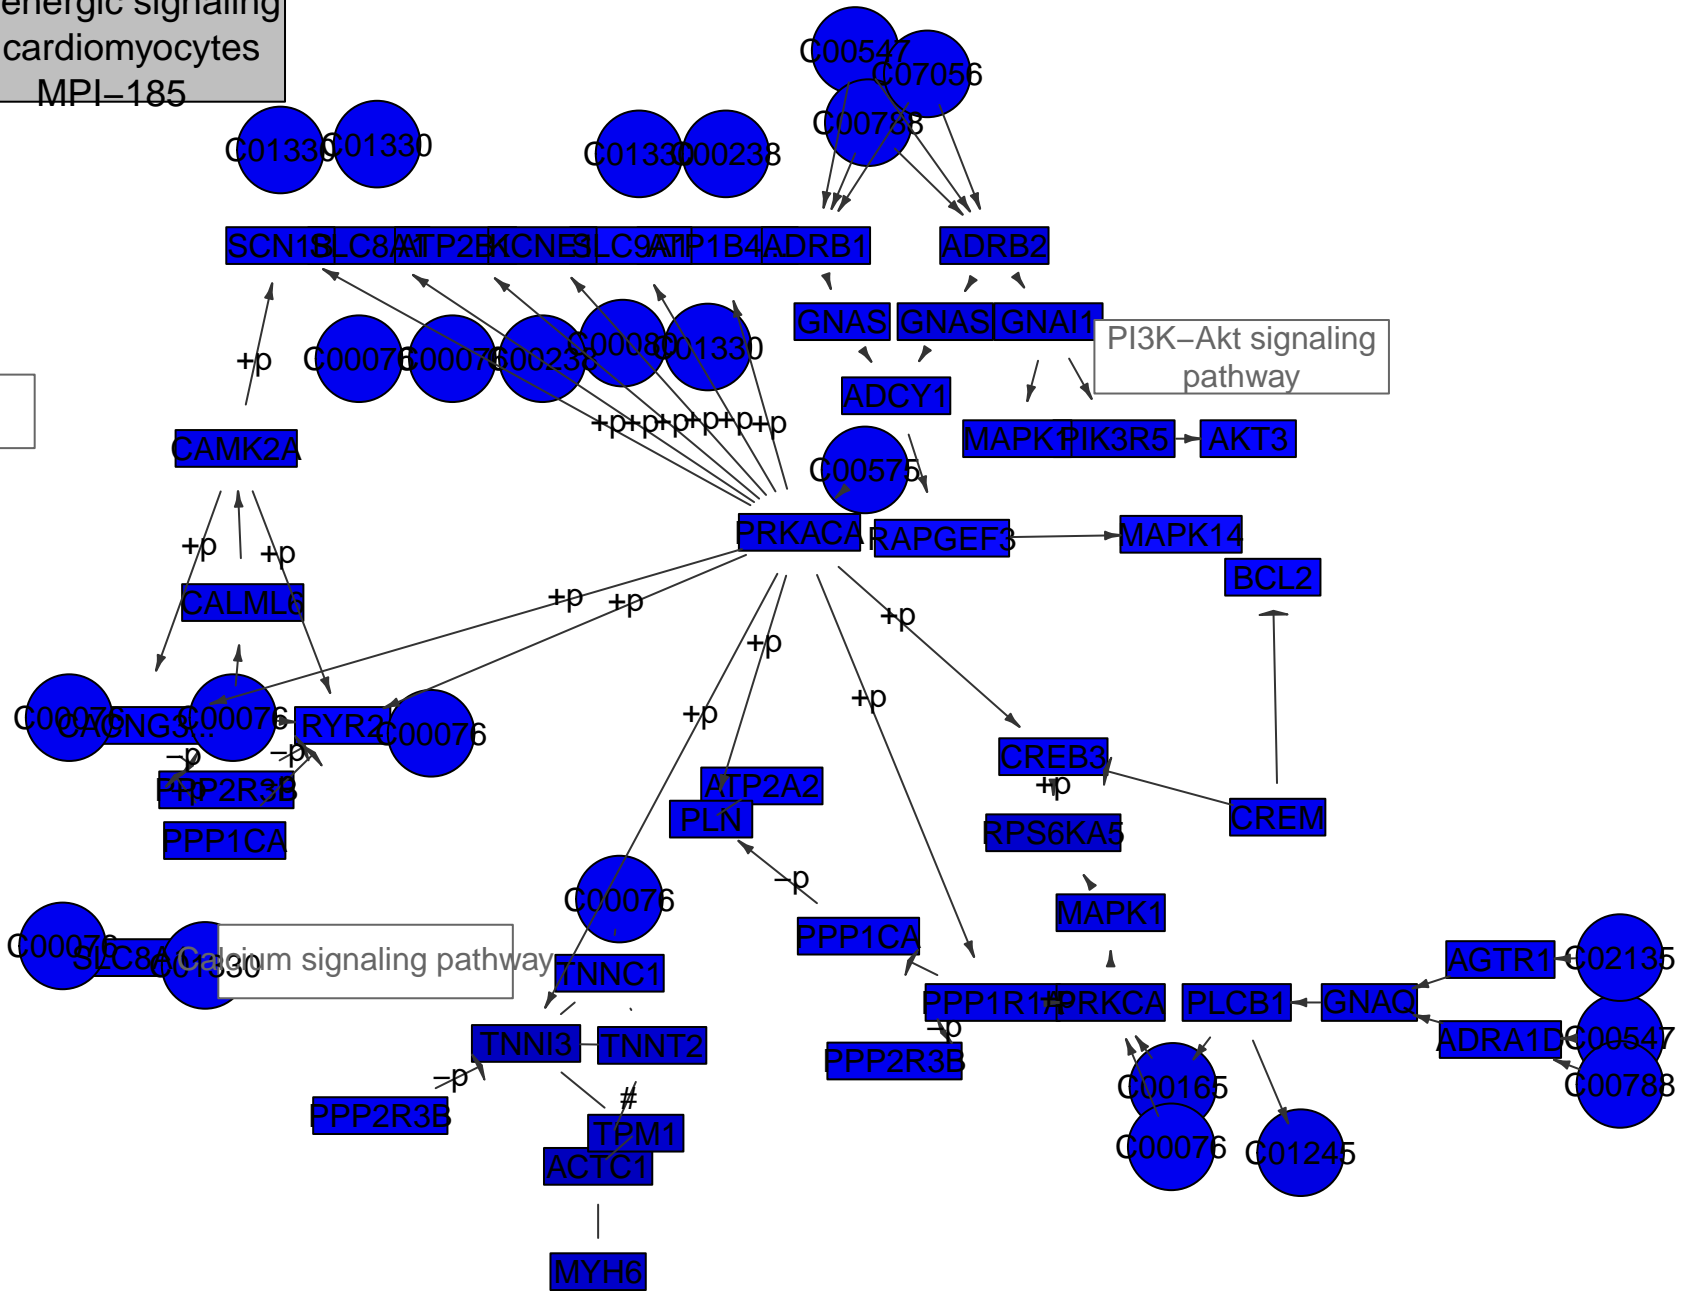 energic signaling
cardiomyocytes
MPI−185
C00547
C07056
C00788
C01330
C01330
C01330
C00238
SCN1B
SLC8A1
ATP2B1
KCNE1
SLC9A1
ATP1B4...
ADRB1
ADRB2
GNAS
GNAS
GNAI1
PI3K−Akt signaling
pathway
C00076
C00076
C00238
C00080
C01330
+p
ADCY1
+p
+p
+p
+p
+p
+p
CAMK2A
MAPK1
PIK3R5
AKT3
C00575
PRKACA
RAPGEF3
MAPK14
+p
+p
BCL2
CALML6
+p
+p
+p
+p
+p
+p
C00076
CACNG3...
C00076
RYR2
C00076
−p
−p
CREB3
+p
PPP2R3B
ATP2A2
PLN
CREM
RPS6KA5
PPP1CA
−p
C00076
MAPK1
PPP1CA
C00076
SLC8A1
C01330
Calcium signaling pathway
TNNC1
AGTR1
C02135
PPP1R1A
PRKCA
PLCB1
GNAQ
−p
TNNI3
TNNT2
PPP2R3B
ADRA1D
C00547
−p
#
C00165
C00788
PPP2R3B
TPM1
ACTC1
C00076
C01245
MYH6